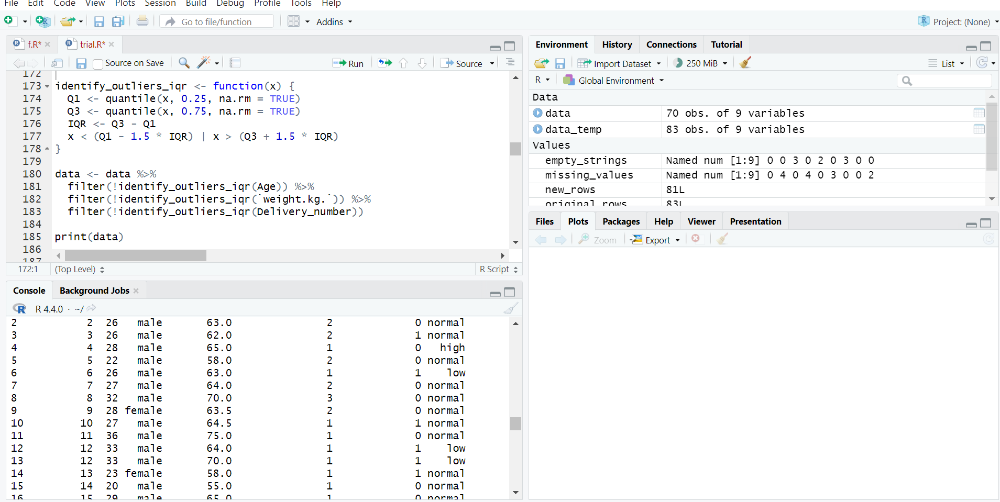 File Edit Code View Plots Session Build Debug Profile Tools Help
Go to file/function Addins Project: (None)
f.R* trial.R*
Source on Save Run Source
172
173 identify_outliers_iqr <- function(x) {
174 Q1 <- quantile(x, 0.25, na.rm = TRUE)
175 Q3 <- quantile(x, 0.75, na.rm = TRUE)
176 IQR <- Q3 - Q1
177 x < (Q1 - 1.5 * IQR) | x > (Q3 + 1.5 * IQR)
178 }
179
180 data <- data %>%
181 filter(!identify_outliers_iqr(Age)) %>%
182 filter(!identify_outliers_iqr(`weight.kg.`)) %>%
183 filter(!identify_outliers_iqr(Delivery_number))
184
185 print(data)
186
187
172:1 (Top Level) R Script
Console Background Jobs
R R 4.4.0 · ~/
2 2 26 male 63.0 2 0 normal
3 3 26 male 62.0 2 1 normal
4 4 28 male 65.0 1 0 high
5 5 22 male 58.0 2 0 normal
6 6 26 male 63.0 1 1 low
7 7 27 male 64.0 2 0 normal
8 8 32 male 70.0 3 0 normal
9 9 28 female 63.5 2 0 normal
10 10 27 male 64.5 1 1 normal
11 11 36 male 75.0 1 0 normal
12 12 33 male 64.0 1 1 low
13 12 33 male 70.0 1 1 low
14 13 23 female 58.0 1 1 normal
15 14 20 male 55.0 1 0 normal
16 15 29 male 65.0 1 0 normal
Environment History Connections Tutorial
Import Dataset 250 MiB List
R Global Environment
Data
data 70 obs. of 9 variables
data_temp 83 obs. of 9 variables
Values
empty_strings Named num [1:9] 0 0 3 0 2 0 3 0 0
missing_values Named num [1:9] 0 4 0 4 0 3 0 0 2
new_rows 81L
original_rows 83L
Files Plots Packages Help Viewer Presentation
Zoom Export